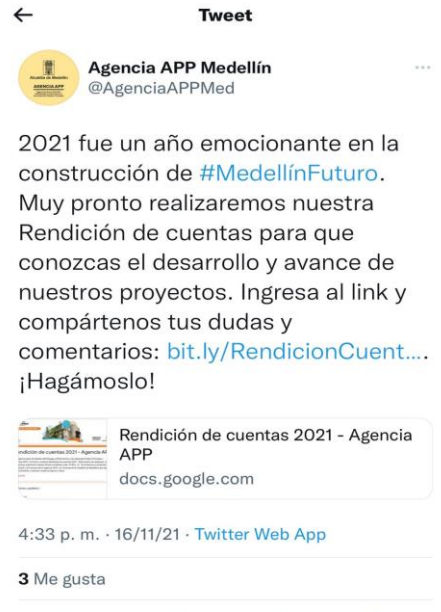 Tweet
Agencia APP Medellín
@AgenciaAPPMed
2021 fue un año emocionante en la
construcción de #MedellínFuturo.
Muy pronto realizaremos nuestra
Rendición de cuentas para que
conozcas el desarrollo y avance de
nuestros proyectos. Ingresa al link y
compártenos tus dudas y
comentarios: bit.ly/RendicionCuent....
¡Hagámoslo!
Rendición de cuentas 2021 - Agencia
APP
docs.google.com
4:33 p. m. · 16/11/21 · Twitter Web App
3 Me gusta